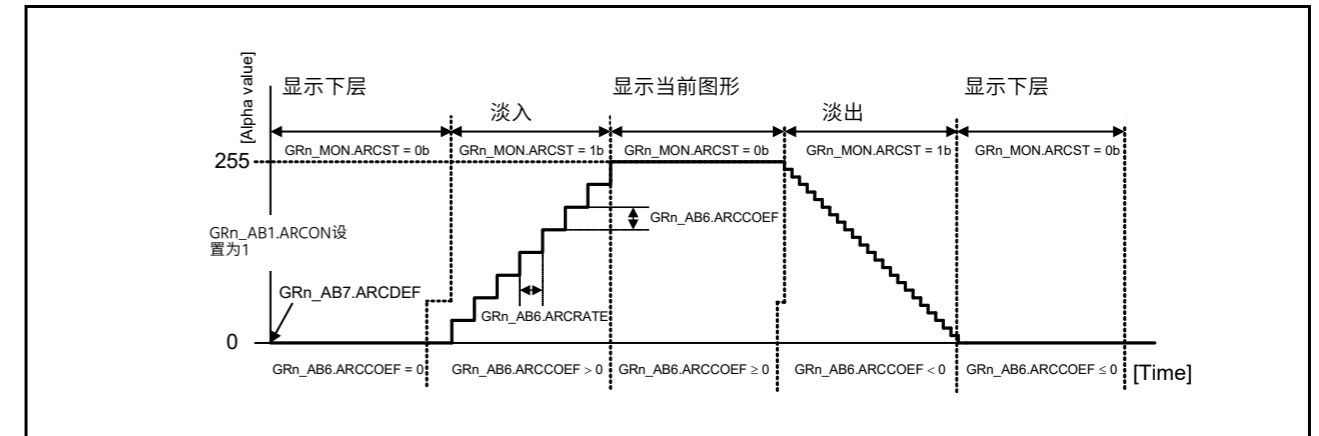 [Alpha value]
显示下层
显示当前图形
显示下层
淡入
淡出
GRn_MON.ARCST = 0b
GRn_MON.ARCST = 1b
GRn_MON.ARCST = 0b
GRn_MON.ARCST = 1b
GRn_MON.ARCST = 0b
255
GRn_AB6.ARCCOEF
GRn_AB1.ARCON设
置为1
GRn_AB7.ARCDEF
GRn_AB6.ARCRATE
0
GRn_AB6.ARCCOEF = 0
GRn_AB6.ARCCOEF > 0
GRn_AB6.ARCCOEF ≥ 0
GRn_AB6.ARCCOEF < 0
GRn_AB6.ARCCOEF ≤ 0
[Time]